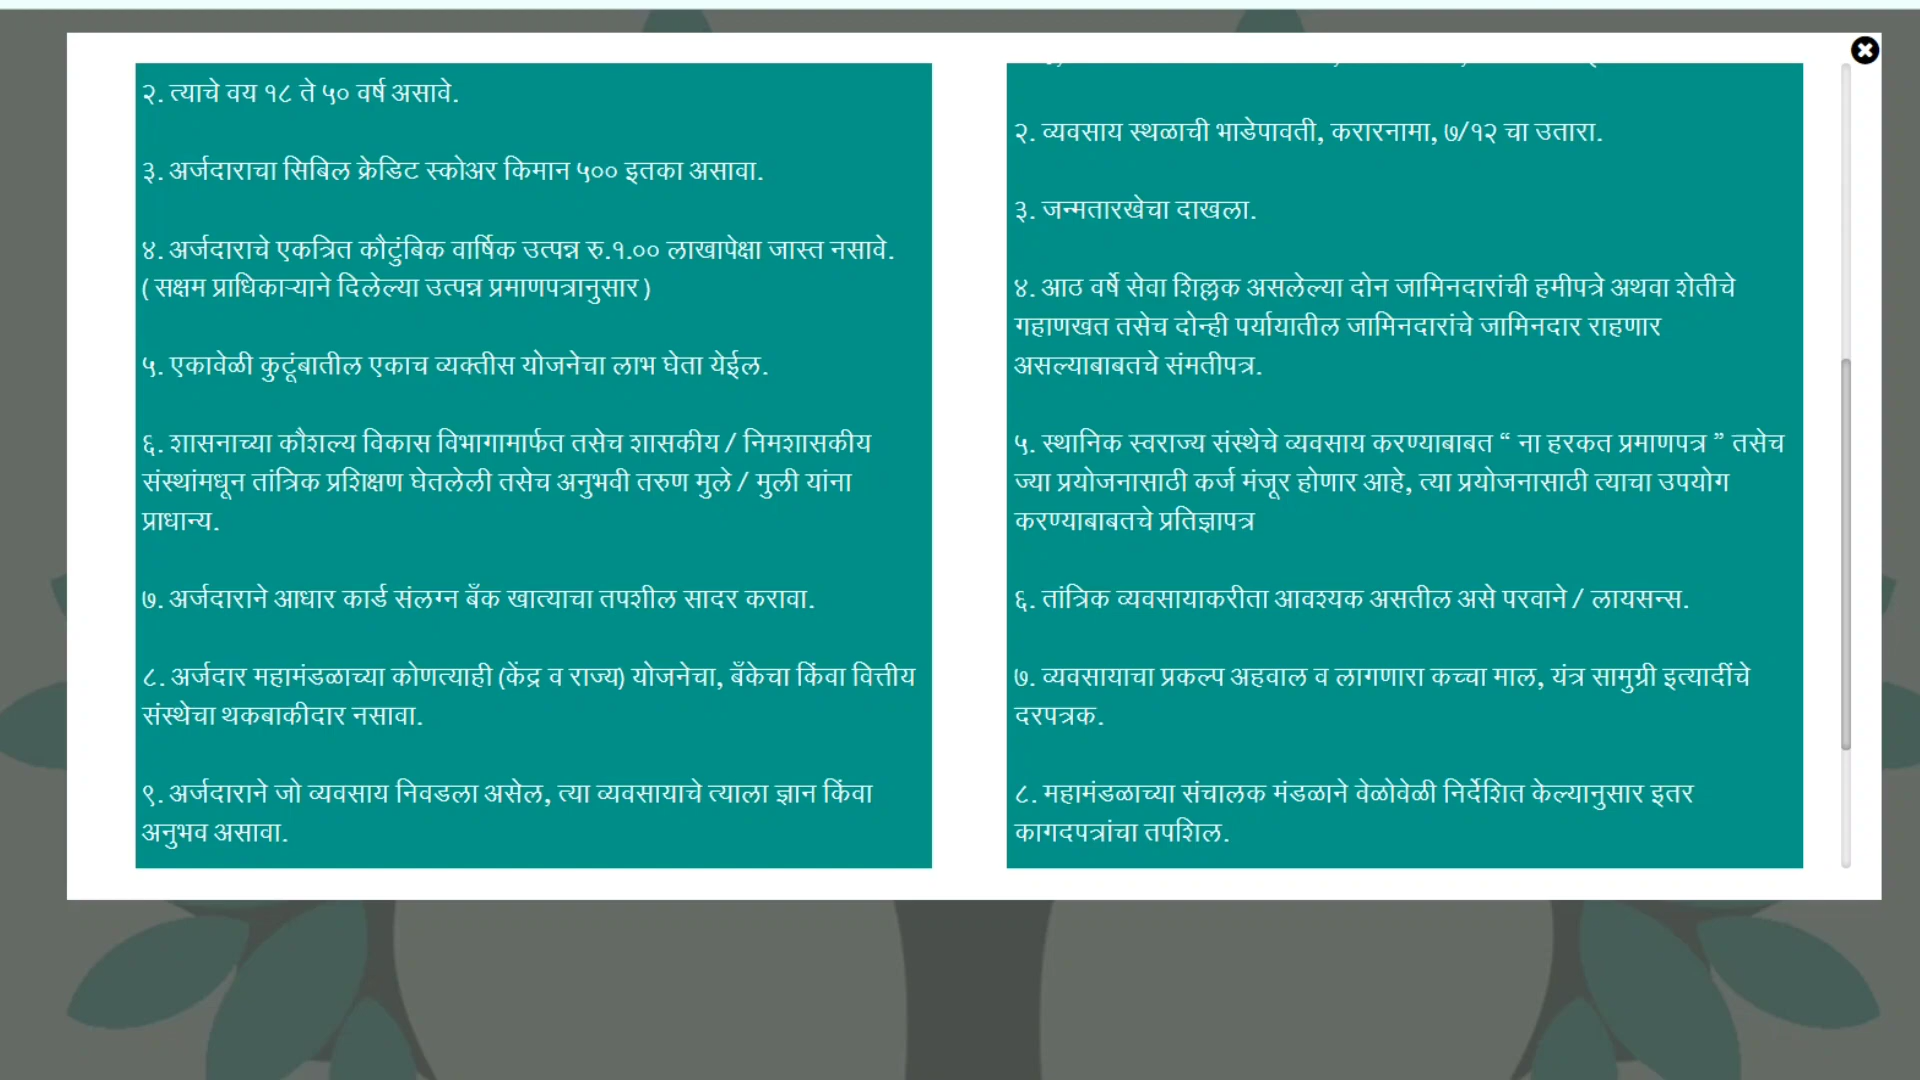 २. त्याचे वय १८ ते ५० वर्ष असावे.
३. अर्जदाराचा सिबिल क्रेडिट स्कोअर किमान ५०० इतका असावा.
४. अर्जदाराचे एकत्रित कौटुंबिक वार्षिक उत्पन्न रु.१.०० लाखापेक्षा जास्त नसावे.
( सक्षम प्राधिकाऱ्याने दिलेल्या उत्पन्न प्रमाणपत्रानुसार )
५. एकावेळी कुटूंबातील एकाच व्यक्तीस योजनेचा लाभ घेता येईल.
६. शासनाच्या कौशल्य विकास विभागामार्फत तसेच शासकीय / निमशासकीय
संस्थांमधून तांत्रिक प्रशिक्षण घेतलेली तसेच अनुभवी तरुण मुले / मुली यांना
प्राधान्य.
७. अर्जदाराने आधार कार्ड संलग्न बँक खात्याचा तपशील सादर करावा.
८. अर्जदार महामंडळाच्या कोणत्याही (केंद्र व राज्य) योजनेचा, बँकेचा किंवा वित्तीय
संस्थेचा थकबाकीदार नसावा.
९. अर्जदाराने जो व्यवसाय निवडला असेल, त्या व्यवसायाचे त्याला ज्ञान किंवा
अनुभव असावा.
२. व्यवसाय स्थळाची भाडेपावती, करारनामा, ७/१२ चा उतारा.
३. जन्मतारखेचा दाखला.
४. आठ वर्षे सेवा शिल्लक असलेल्या दोन जामिनदारांची हमीपत्रे अथवा शेतीचे
गहाणखत तसेच दोन्ही पर्यायातील जामिनदारांचे जामिनदार राहणार
असल्याबाबतचे संमतीपत्र.
५. स्थानिक स्वराज्य संस्थेचे व्यवसाय करण्याबाबत “ ना हरकत प्रमाणपत्र ” तसेच
ज्या प्रयोजनासाठी कर्ज मंजूर होणार आहे, त्या प्रयोजनासाठी त्याचा उपयोग
करण्याबाबतचे प्रतिज्ञापत्र
६. तांत्रिक व्यवसायाकरीता आवश्यक असतील असे परवाने / लायसन्स.
७. व्यवसायाचा प्रकल्प अहवाल व लागणारा कच्चा माल, यंत्र सामुग्री इत्यादींचे
दरपत्रक.
८. महामंडळाच्या संचालक मंडळाने वेळोवेळी निर्देशित केल्यानुसार इतर
कागदपत्रांचा तपशिल.